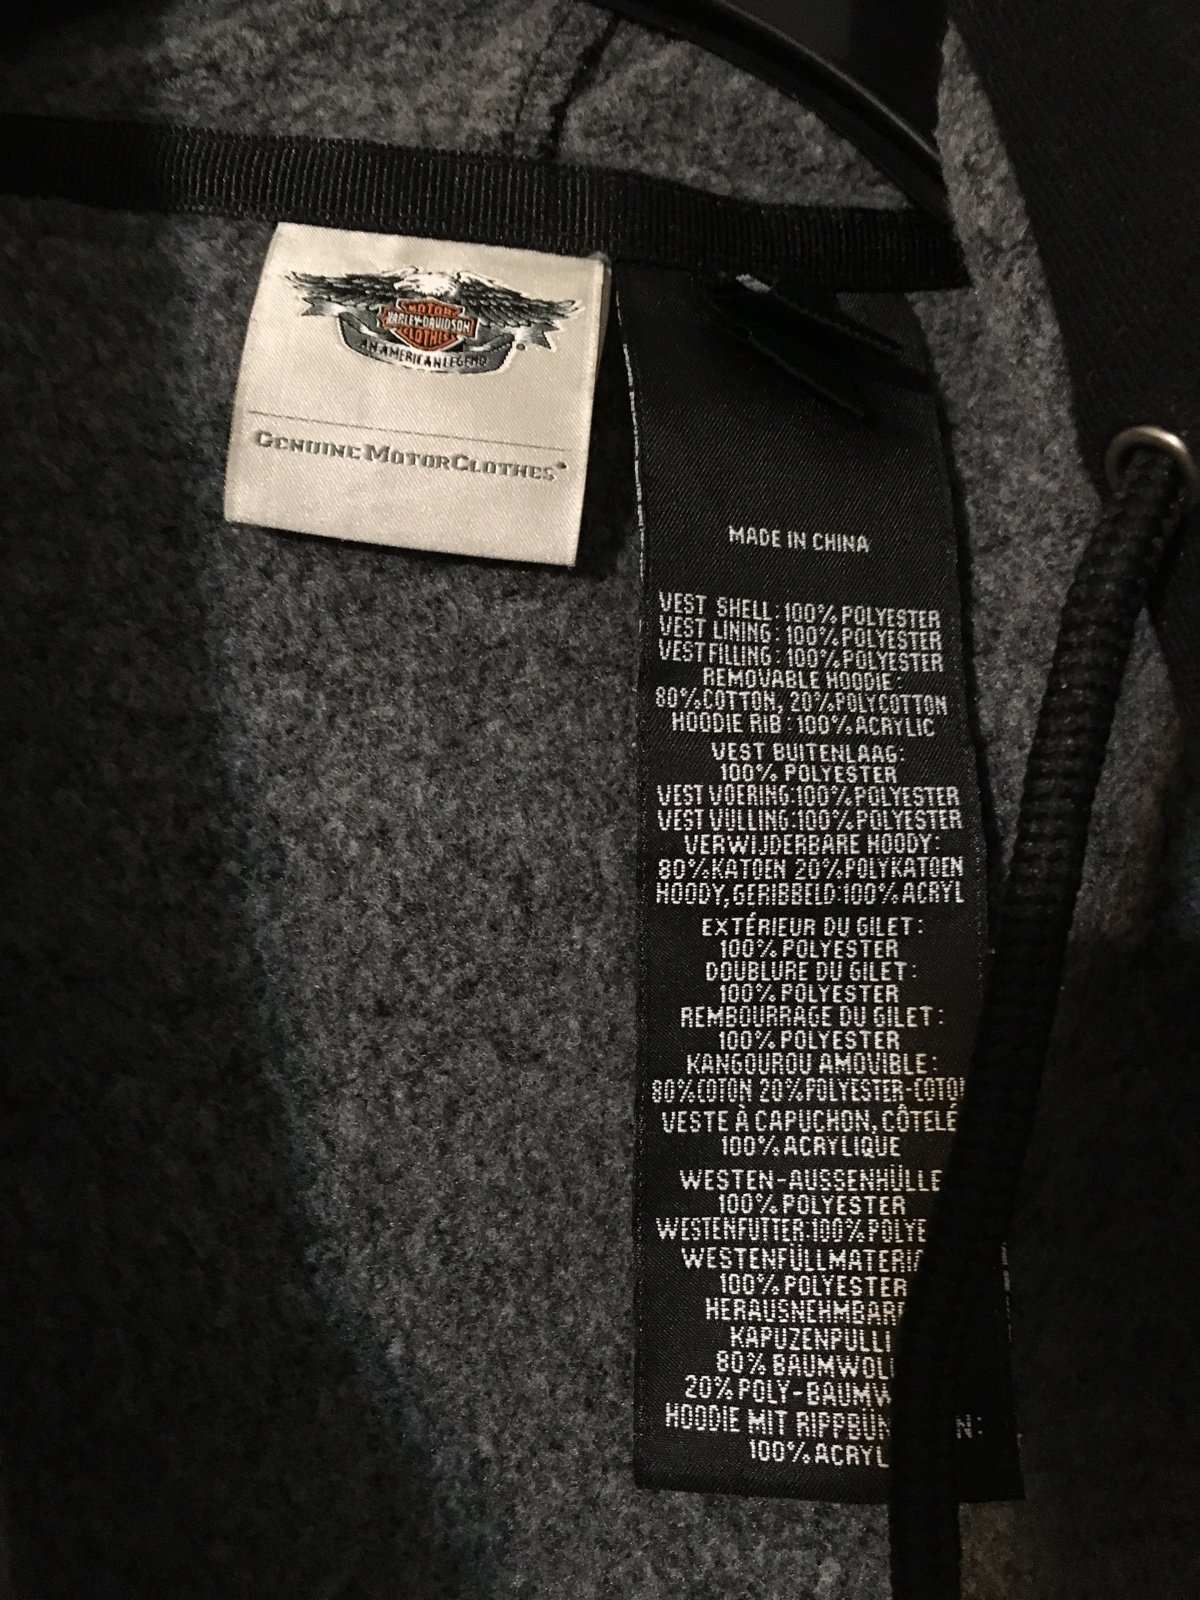 MOTOR
HARLEY-DAVIDSON
CLOTHES
AN AMERICAN LEGEND
GENUINE MOTORCLOTHES®
MADE IN CHINA
VEST SHELL: 100% POLYESTER
VEST LINING: 100% POLYESTER
VEST FILLING: 100% POLYESTER
REMOVABLE HOODIE:
80% COTTON, 20% POLYCOTTON
HOODIE RIB: 100% ACRYLIC
VEST BUITENLAAG:
100% POLYESTER
VEST VOERING:100% POLYESTER
VEST VULLING:100% POLYESTER
VERWIJDERBARE HOODY:
80% KATOEN 20% POLYKATOEN
HOODY, GERIBBELD:100% ACRYL
EXTÉRIEUR DU GILET:
100% POLYESTER
DOUBLURE DU GILET:
100% POLYESTER
REMBOURRAGE DU GILET:
100% POLYESTER
KANGOUROU AMOVIBLE:
80% COTON 20% POLYESTER-COTO
VESTE À CAPUCHON, CÔTELÉ
100% ACRYLIQUE
WESTEN-AUSSENHÜLLE
100% POLYESTER
WESTENFUTTER:100% POLYE
WESTENFÜLLMATERIA
100% POLYESTER
HERAUSNEHMBAR
KAPUZENPULLI
80% BAUMWOL
20% POLY-BAUMW
HOODIE MIT RIPPBÜN N:
100% ACRYL